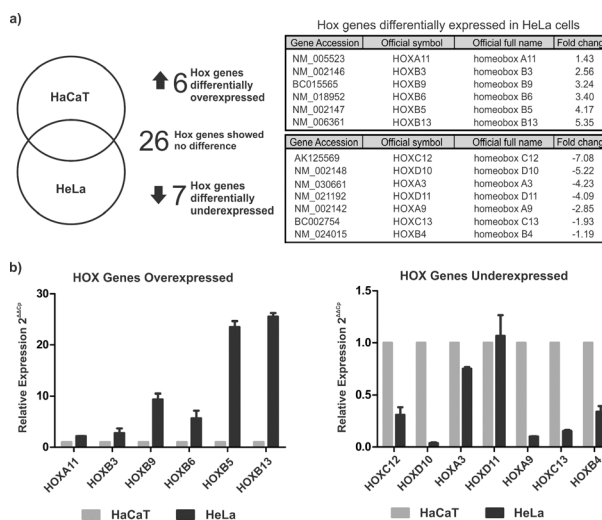 a)
HaCaT
HeLa
6 Hox genes differentially overexpressed
26 Hox genes showed no difference
7 Hox genes differentially underexpressed
Hox genes differentially expressed in HeLa cells
Gene Accession Official symbol Official full name Fold chang
NM_005523 HOXA11 homeobox A11 1.43
NM_002146 HOXB3 homeobox B3 2.56
BC015565 HOXB9 homeobox B9 3.24
NM_018952 HOXB6 homeobox B6 3.40
NM_002147 HOXB5 homeobox B5 4.17
NM_006361 HOXB13 homeobox B13 5.35
Gene Accession Official symbol Official full name Fold chang
AK125569 HOXC12 homeobox C12 -7.08
NM_002148 HOXD10 homeobox D10 -5.22
NM_030661 HOXA3 homeobox A3 -4.23
NM_021192 HOXD11 homeobox D11 -4.09
NM_002142 HOXA9 homeobox A9 -2.85
BC002754 HOXC13 homeobox C13 -1.93
NM_024015 HOXB4 homeobox B4 -1.19
b)
HOX Genes Overexpressed
Relative Expression 2^ΔΔCp
30
20
10
0
HOXA11 HOXB3 HOXB9 HOXB6 HOXB5 HOXB13
HaCaT HeLa
HOX Genes Underexpressed
Relative Expression 2^ΔΔCp
1.5
1.0
0.5
0.0
HOXC12 HOXD10 HOXA3 HOXD11 HOXA9 HOXC13 HOXB4
HaCaT HeLa